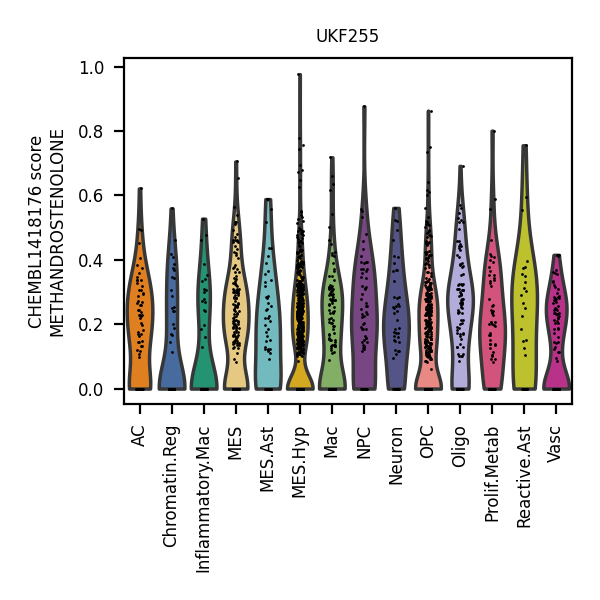 UKF255
CHEMBL1418176 score
METHANDROSTENOLONE
1.0
0.8
0.6
0.4
0.2
0.0
AC
Chromatin.Reg
Inflammatory.Mac
MES
MES.Ast
MES.Hyp
Mac
NPC
Neuron
OPC
Oligo
Prolif.Metab
Reactive.Ast
Vasc